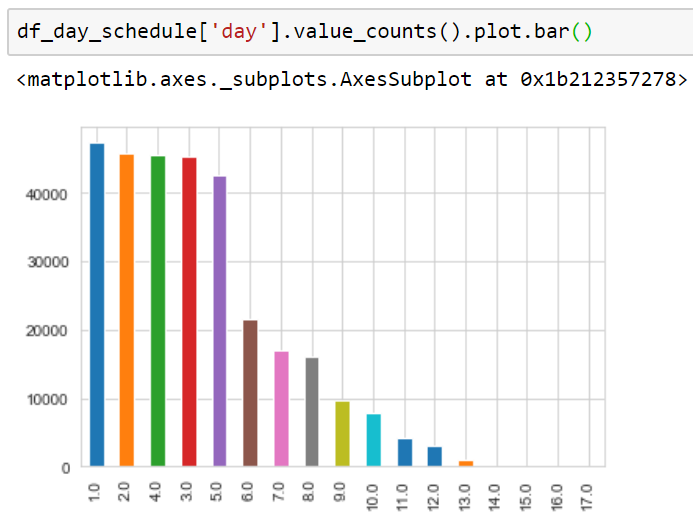 df_day_schedule['day'].value_counts().plot.bar()
<matplotlib.axes._subplots.AxesSubplot at 0x1b212357278>
40000
30000
20000
10000
0
1.0 2.0 4.0 3.0 5.0 6.0 7.0 8.0 9.0 10.0 11.0 12.0 13.0 14.0 15.0 16.0 17.0